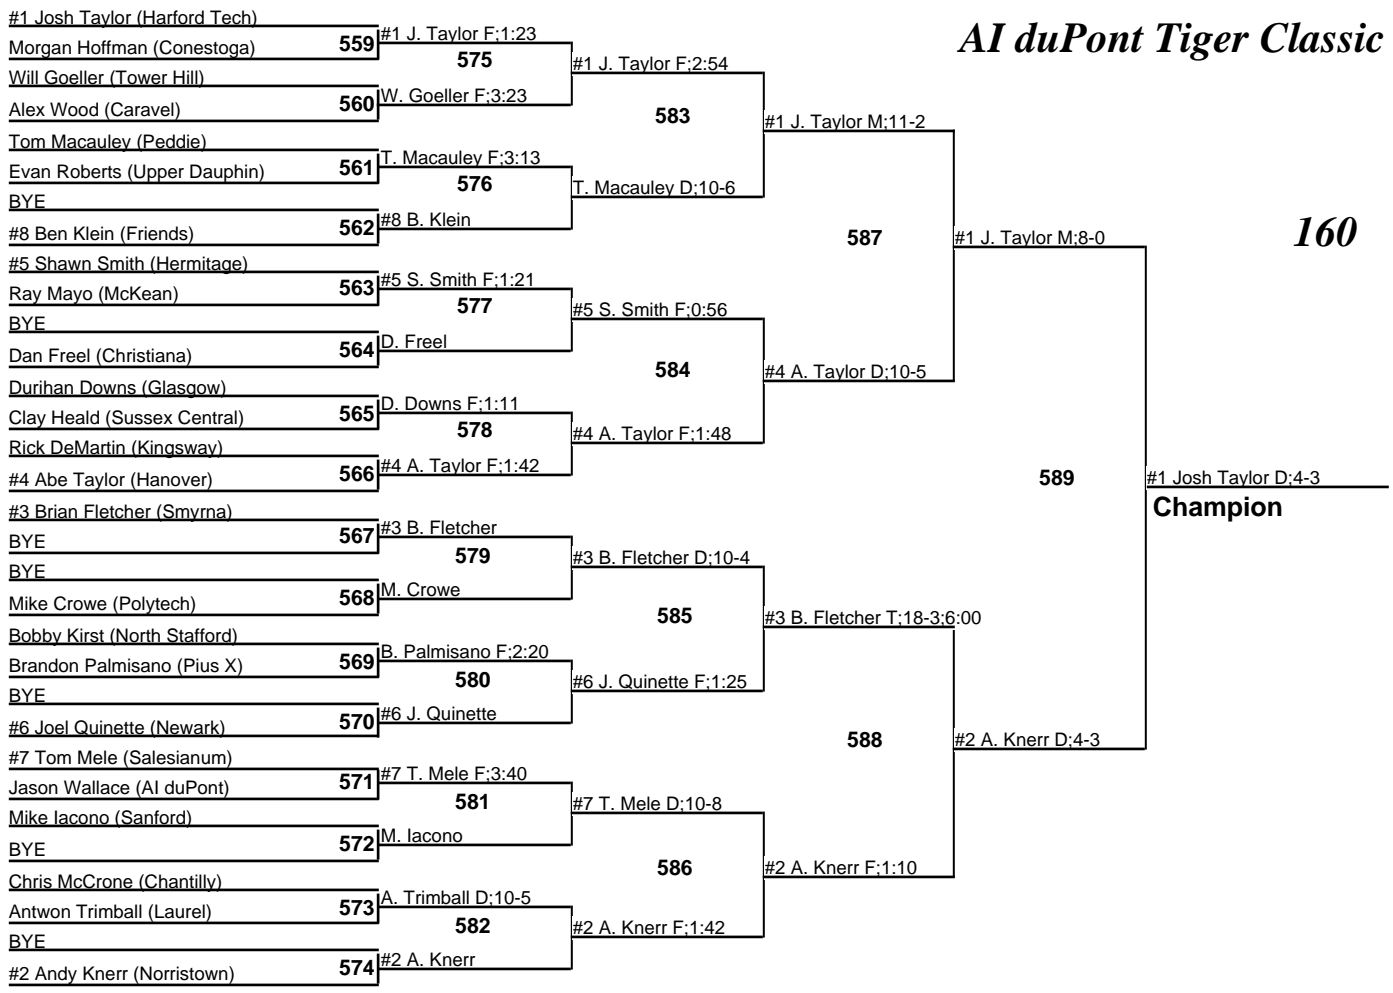 AI duPont Tiger Classic
160
#1 Josh Taylor (Harford Tech)
Morgan Hoffman (Conestoga)
559
Will Goeller (Tower Hill)
Alex Wood (Caravel)
560
Tom Macauley (Peddie)
Evan Roberts (Upper Dauphin)
561
BYE
#8 Ben Klein (Friends)
562
#5 Shawn Smith (Hermitage)
Ray Mayo (McKean)
563
BYE
Dan Freel (Christiana)
564
Durihan Downs (Glasgow)
Clay Heald (Sussex Central)
565
Rick DeMartin (Kingsway)
#4 Abe Taylor (Hanover)
566
#3 Brian Fletcher (Smyrna)
BYE
567
BYE
Mike Crowe (Polytech)
568
Bobby Kirst (North Stafford)
Brandon Palmisano (Pius X)
569
BYE
#6 Joel Quinette (Newark)
570
#7 Tom Mele (Salesianum)
Jason Wallace (AI duPont)
571
Mike Iacono (Sanford)
BYE
572
Chris McCrone (Chantilly)
Antwon Trimball (Laurel)
573
BYE
#2 Andy Knerr (Norristown)
574
#1 J. Taylor F;1:23
575
W. Goeller F;3:23
T. Macauley F;3:13
576
#8 B. Klein
#5 S. Smith F;1:21
577
D. Freel
D. Downs F;1:11
578
#4 A. Taylor F;1:42
#3 B. Fletcher
579
M. Crowe
B. Palmisano F;2:20
580
#6 J. Quinette
#7 T. Mele F;3:40
581
M. Iacono
A. Trimball D;10-5
582
#2 A. Knerr
#1 J. Taylor F;2:54
583
T. Macauley D;10-6
#5 S. Smith F;0:56
584
#4 A. Taylor F;1:48
#3 B. Fletcher D;10-4
585
#6 J. Quinette F;1:25
#7 T. Mele D;10-8
586
#2 A. Knerr F;1:42
#1 J. Taylor M;11-2
587
#4 A. Taylor D;10-5
#3 B. Fletcher T;18-3;6:00
588
#2 A. Knerr F;1:10
#1 J. Taylor M;8-0
589
#2 A. Knerr D;4-3
#1 Josh Taylor D;4-3
Champion